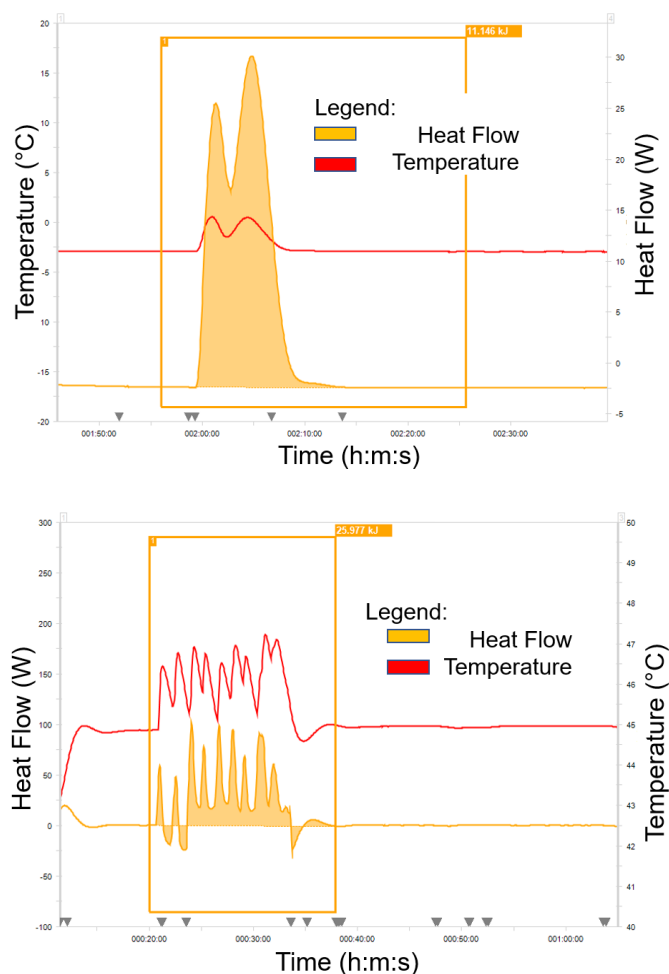 1
4
20
15
10
5
0
-5
-10
-15
-20
Temperature (°C)
1
11.146 kJ
Legend:
Heat Flow
Temperature
30
25
20
15
10
5
0
-5
Heat Flow (W)
001:50:00 002:00:00 002:10:00 002:20:00 002:30:00
Time (h:m:s)
1
3
300
250
200
150
100
50
0
-50
-100
Heat Flow (W)
1
25.977 kJ
Legend:
Heat Flow
Temperature
50
49
48
47
46
45
44
43
42
41
40
Temperature (°C)
000:20:00 000:30:00 000:40:00 000:50:00 001:00:00
Time (h:m:s)